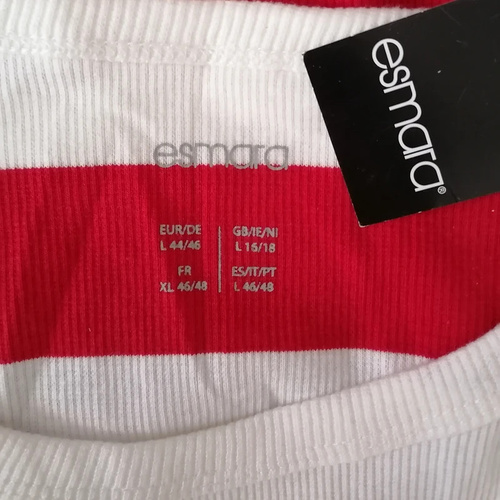 esmara®
esmara
EUR/DE
L 44/46
GB/IE/NI
L 16/18
FR
XL 46/48
ES/IT/PT
L 46/48